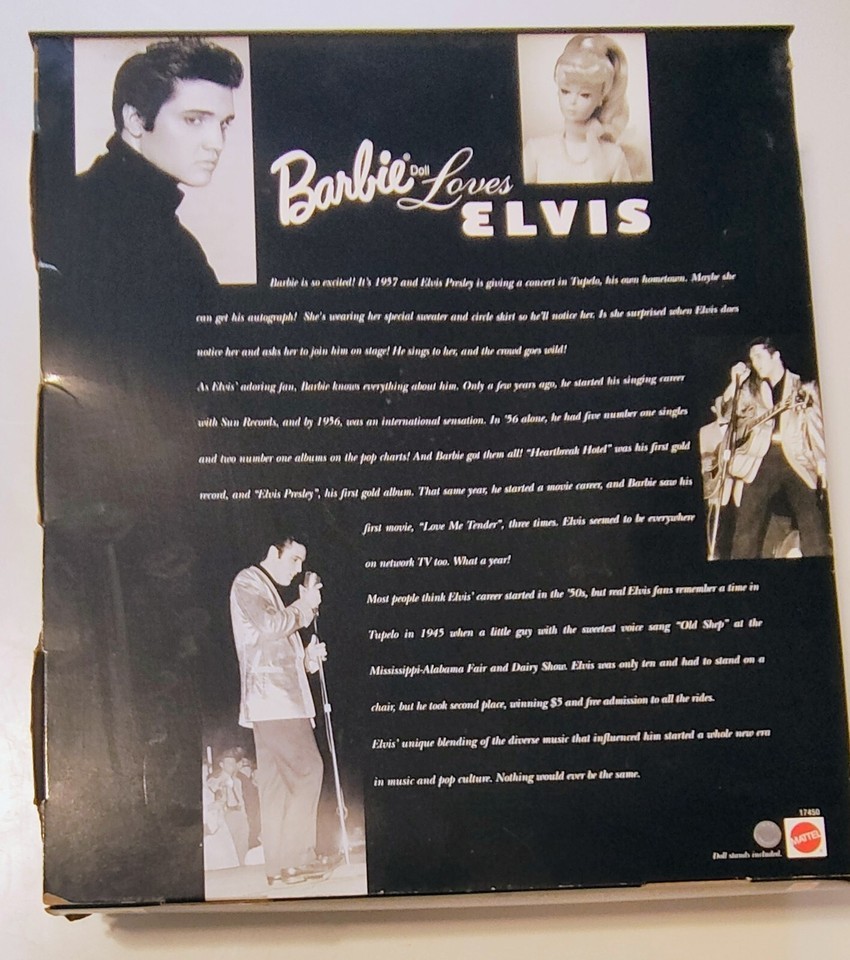 Barbie® Doll Loves
ELVIS
Barbie is so excited! It's 1957 and Elvis Presley is giving a concert in Tupelo, his own hometown. Maybe she
can get his autograph! She's wearing her special sweater and circle skirt so he'll notice her. Is she surprised when Elvis does
notice her and asks her to join him on stage! He sings to her, and the crowd goes wild!
As Elvis' adoring fan, Barbie knows everything about him. Only a few years ago, he started his singing career
with Sun Records, and by 1956, was an international sensation. In '56 alone, he had five number one singles
and two number one albums on the pop charts! And Barbie got them all! "Heartbreak Hotel" was his first gold
record, and "Elvis Presley", his first gold album. That same year, he started a movie career, and Barbie saw his
first movie, "Love Me Tender", three times. Elvis seemed to be everywhere
on network TV too. What a year!
Most people think Elvis' career started in the '50s, but real Elvis fans remember a time in
Tupelo in 1945 when a little guy with the sweetest voice sang "Old Shep" at the
Mississippi-Alabama Fair and Dairy Show. Elvis was only ten and had to stand on a
chair, but he took second place, winning $5 and free admission to all the rides.
Elvis' unique blending of the diverse music that influenced him started a whole new era
in music and pop culture. Nothing would ever be the same.
17450
MATTEL
Doll stands included.